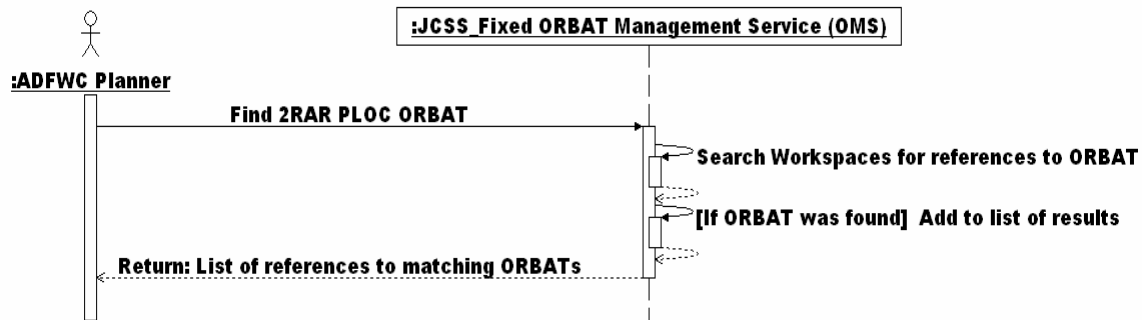 :JCSS_Fixed ORBAT Management Service (OMS)
:ADFWC Planner
Find 2RAR PLOC ORBAT
Search Workspaces for references to ORBAT
[If ORBAT was found] Add to list of results
Return: List of references to matching ORBATs